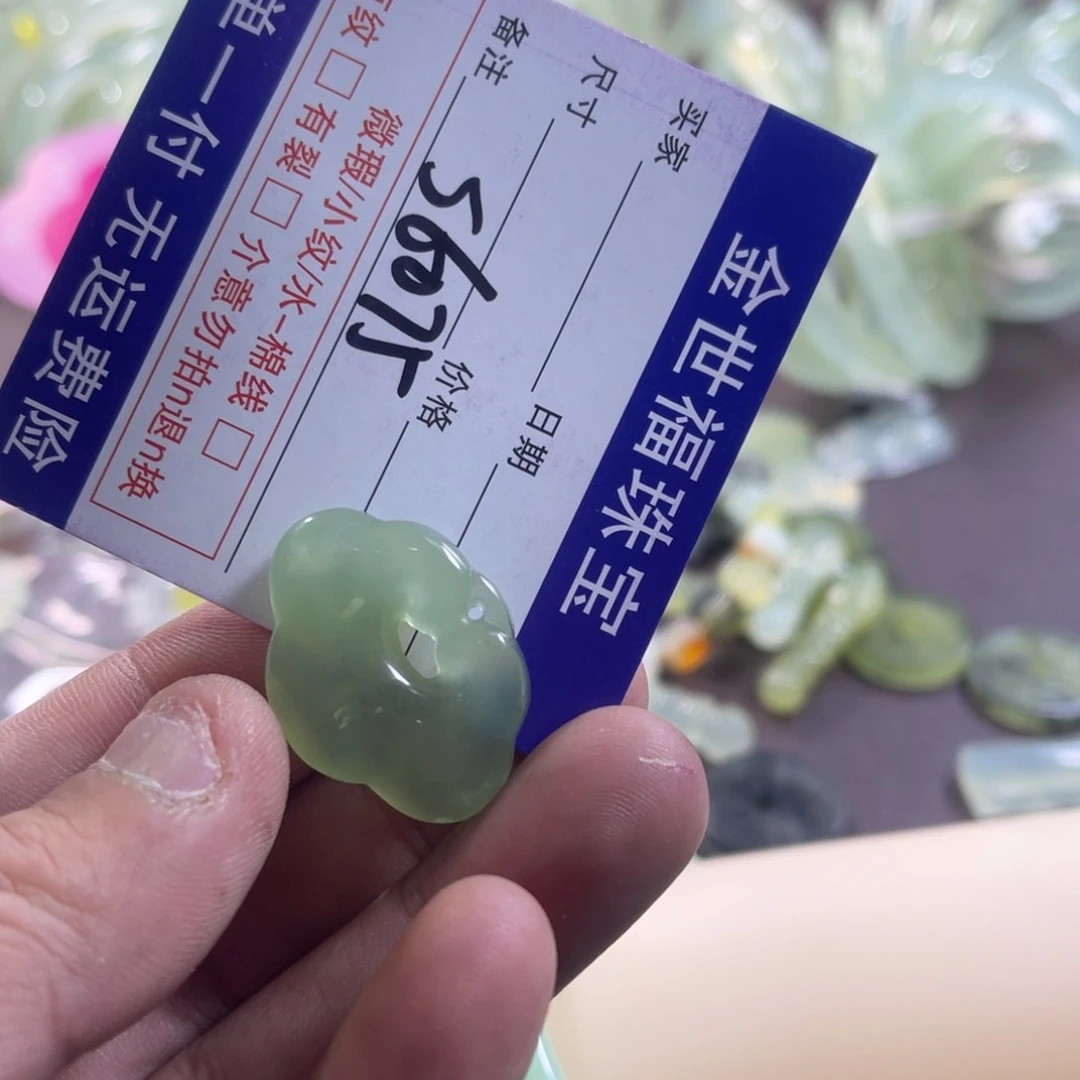 金世福珠宝
买家
尺寸 日期
备注 价格
微瑕/小纹/水-棉线 □
纹 □ 有裂 □ 介意勿拍n退n换
单一付 无运费险